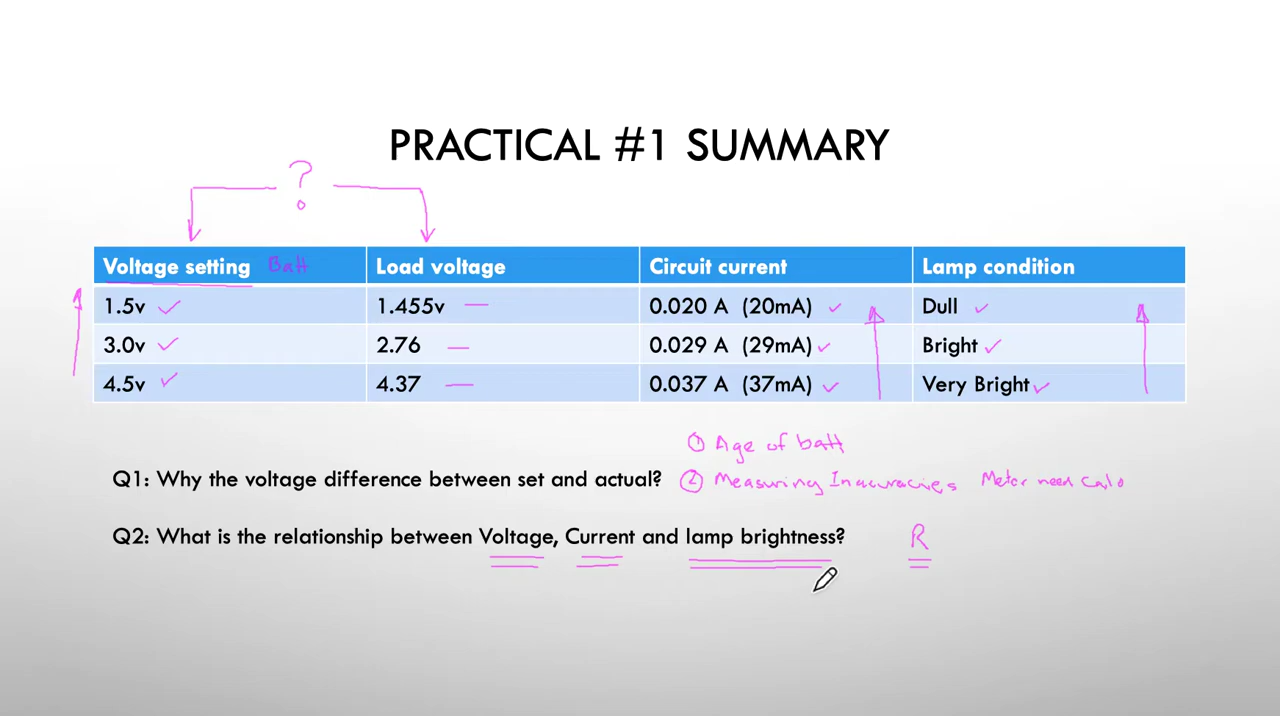 PRACTICAL #1 SUMMARY
?
Voltage setting Batt Load voltage Circuit current Lamp condition
1.5v 1.455v 0.020 A (20mA) Dull
3.0v 2.76 0.029 A (29mA) Bright
4.5v 4.37 0.037 A (37mA) Very Bright
① Age of batt
Q1: Why the voltage difference between set and actual? ② Measuring Inaccuracies Meter need
Q2: What is the relationship between Voltage, Current and lamp brightness? R